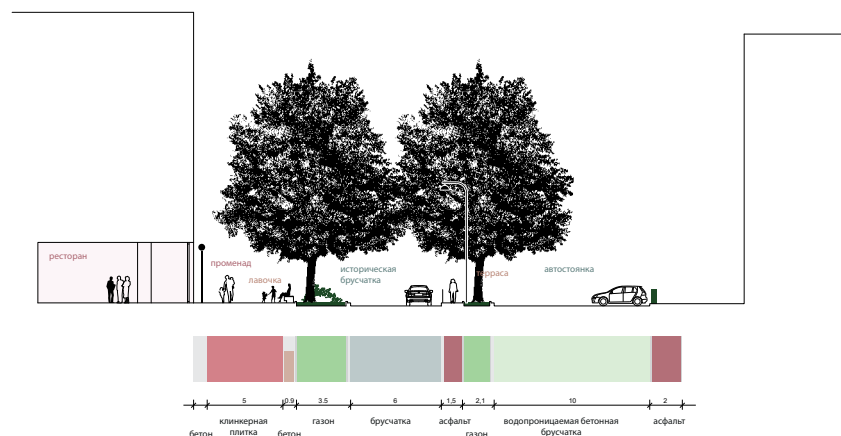 ресторан
променад
лавочка
историческая
брусчатка
терраса
автостоянка
5
0.9
3.5
6
1,5
2,1
10
2
бетон
клинкерная
плитка
бетон
газон
брусчатка
асфальт
газон
водопроницаемая бетонная
брусчатка
асфальт